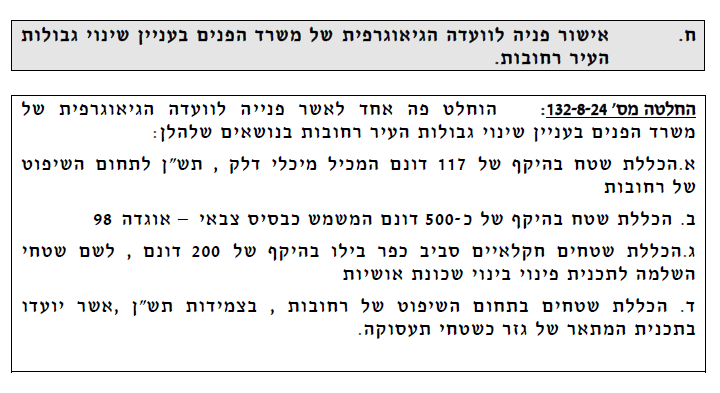 ח. אישור פניה לוועדה הגיאוגרפית של משרד הפנים בעניין שינוי גבולות
העיר רחובות.
החלטה מס' 132-8-24: הוחלט פה אחד לאשר פנייה לוועדה הגיאוגרפית של
משרד הפנים בעניין שינוי גבולות העיר רחובות בנושאים שלהלן:
א.הכללת שטח בהיקף של 117 דונם המכיל מיכלי דלק , תש"ן לתחום השיפוט
של רחובות
ב. הכללת שטח בהיקף של כ-500 דונם המשמש כבסיס צבאי – אוגדה 98
ג.הכללת שטחים חקלאיים סביב כפר בילו בהיקף של 200 דונם , לשם שטחי
השלמה לתכנית פינוי בינוי שכונת אושיות
ד. הכללת שטחים בתחום השיפוט של רחובות , בצמידות תש"ן ,אשר יועדו
בתכנית המתאר של גזר כשטחי תעסוקה.